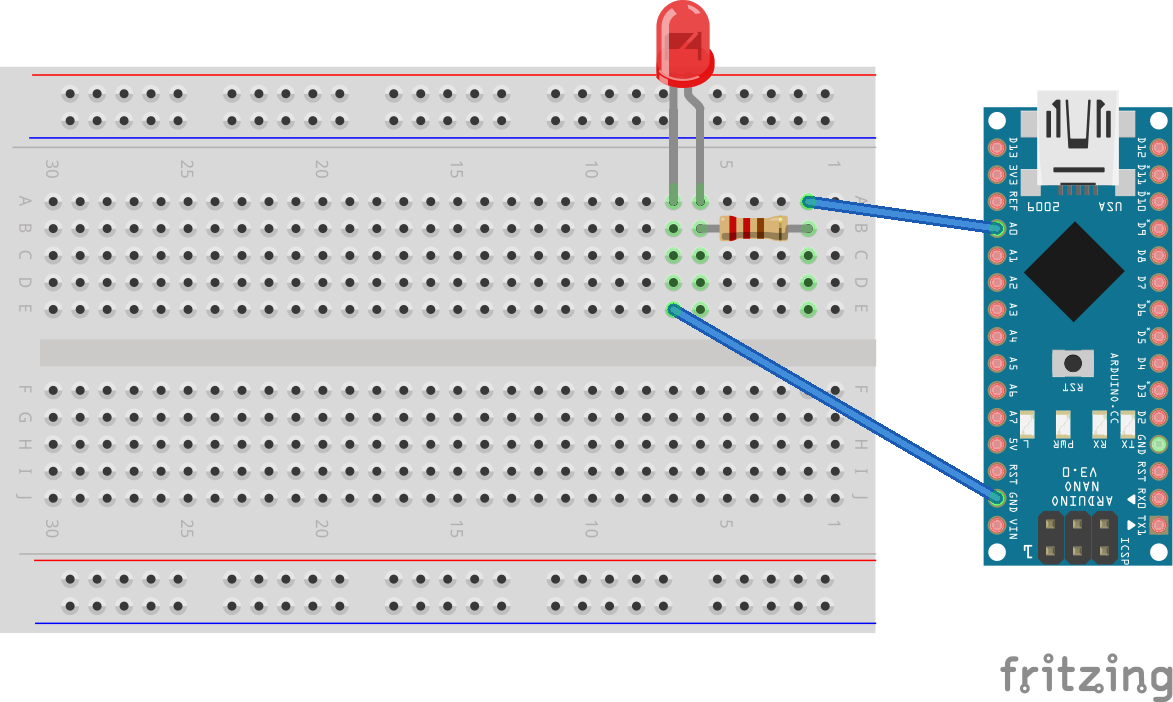 30 25 20 15 10 5 1
A A
B B
C C
D D
E E
F F
G G
H H
I I
J J
30 25 20 15 10 5 1
D13 D12
3V3 D11
REF D10
2009 USA
A0 D9
A1 D8
A2 D7
A3 D6
A4 D5
A5 D4
A6 D3
A7 D2
5V GND
RST RST
GND RX0
VIN TX1
RST
ARDUINO.CC
L PWR RX TX
ARDUINO
NANO
V3.0
1 ICSP
fritzing